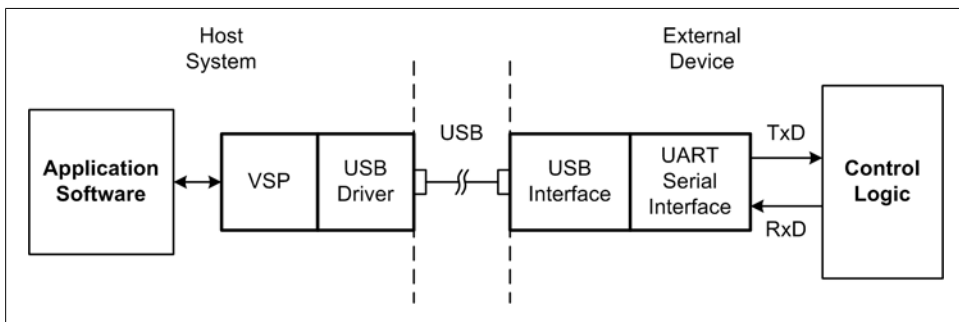 Host
System
External
Device
Application
Software
VSP
USB
Driver
USB
USB
Interface
UART
Serial
Interface
TxD
RxD
Control
Logic